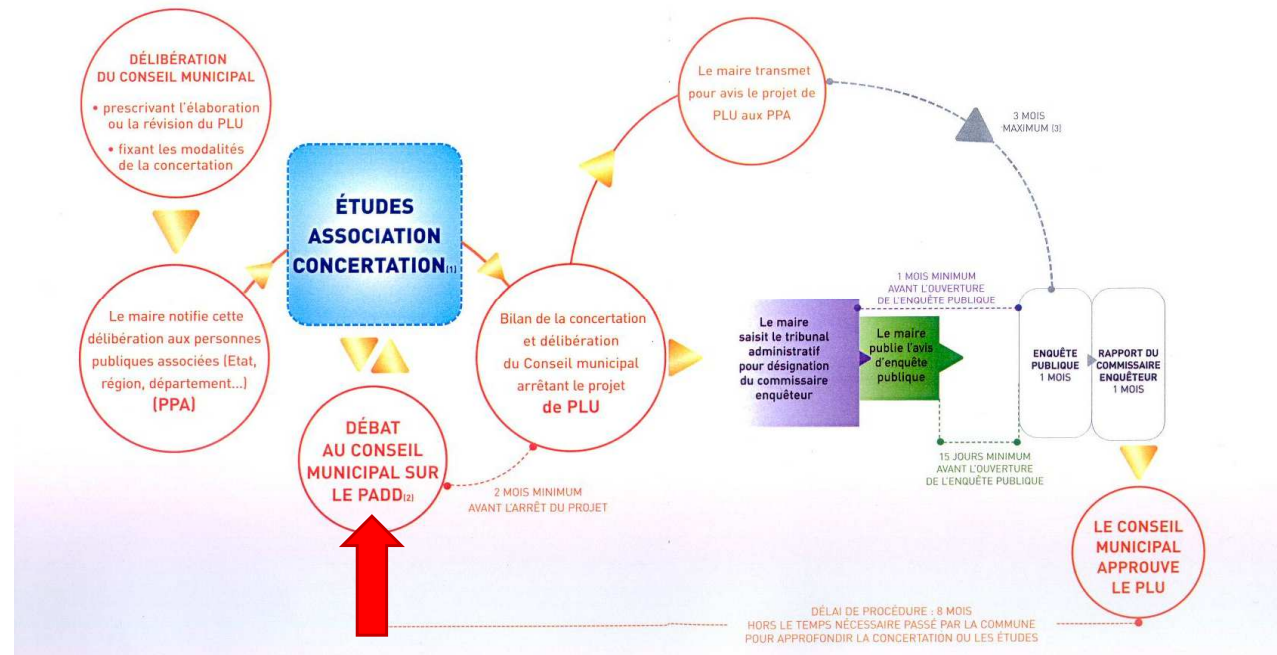 DÉLIBÉRATION
DU CONSEIL MUNICIPAL
• prescrivant l'élaboration
ou la révision du PLU
• fixant les modalités
de la concertation
Le maire notifie cette
délibération aux personnes
publiques associées (Etat,
région, département...)
(PPA)
ÉTUDES
ASSOCIATION
CONCERTATION(1)
DÉBAT
AU CONSEIL
MUNICIPAL SUR
LE PADD(2)
2 MOIS MINIMUM
AVANT L'ARRÊT DU PROJET
Bilan de la concertation
et délibération
du Conseil municipal
arrêtant le projet
de PLU
Le maire transmet
pour avis le projet de
PLU aux PPA
3 MOIS
MAXIMUM (3)
Le maire
saisit le tribunal
administratif
pour désignation
du commissaire
enquêteur
Le maire
publie l'avis
d'enquête
publique
1 MOIS MINIMUM
AVANT L'OUVERTURE
DE L'ENQUÊTE PUBLIQUE
15 JOURS MINIMUM
AVANT L'OUVERTURE
DE L'ENQUÊTE PUBLIQUE
ENQUÊTE
PUBLIQUE
1 MOIS
RAPPORT DU
COMMISSAIRE
ENQUÊTEUR
1 MOIS
LE CONSEIL
MUNICIPAL
APPROUVE
LE PLU
DÉLAI DE PROCÉDURE : 8 MOIS
HORS LE TEMPS NÉCESSAIRE PASSÉ PAR LA COMMUNE
POUR APPROFONDIR LA CONCERTATION OU LES ÉTUDES